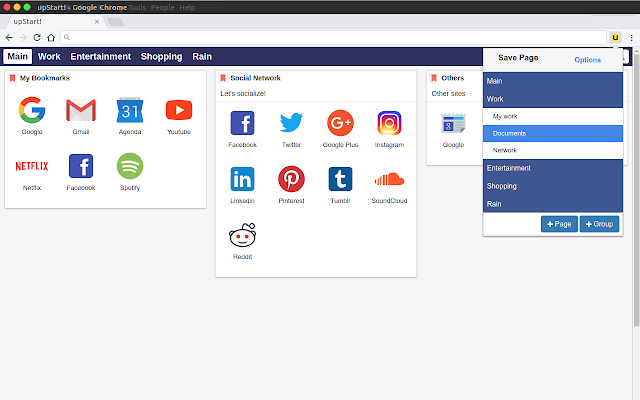 upStart! - Google Chrome Tools People Help
upStart!
Main Work Entertainment Shopping Rain
My Bookmarks
Google Gmail Agenda Youtube
31
NETFLIX
Netflix Facebook Spotify
Social Network
Let's socialize!
Facebook Twitter Google Plus Instagram
Linkedin Pinterest Tumblr SoundCloud
Reddit
Others
Other sites
Google
Save Page Options
Main
Work
My work
Documents
Network
Entertainment
Shopping
Rain
+ Page + Group